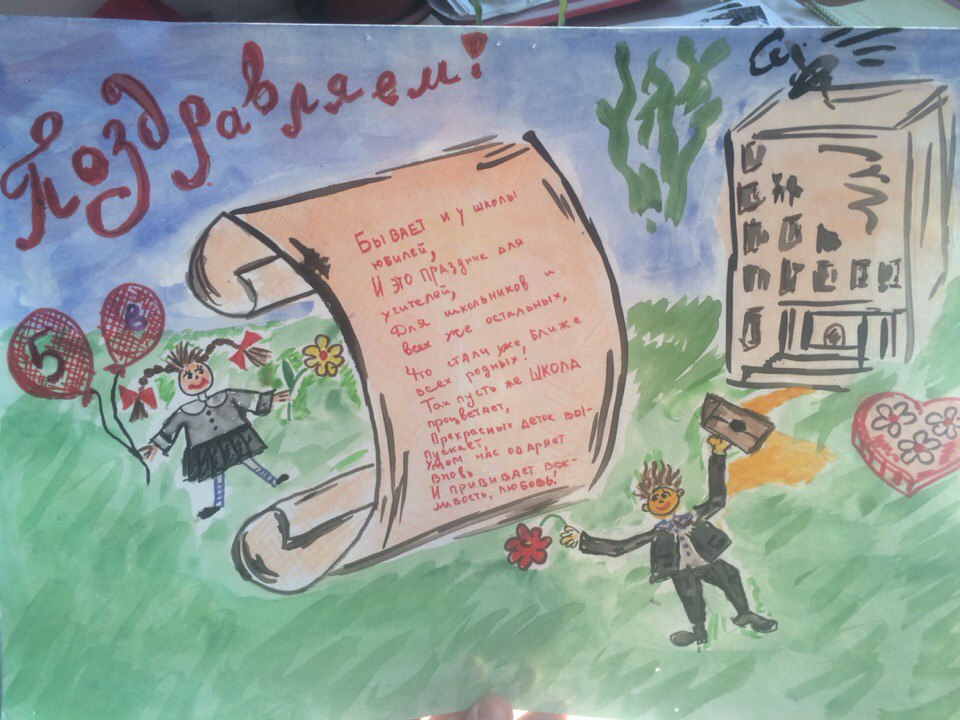 Поздравляем!
Бывает и у школы
юбилей,
И это праздник для
учителей,
Для школьников и
всех уже остальных,
Что стали уже, ближе
всех родных!
Так пусть же ШКОЛА
процветает,
Прекрасных деток вы-
пускает,
Умом нас одаряет
вновь
И прививает веж-
ливость, любовь!
5 в